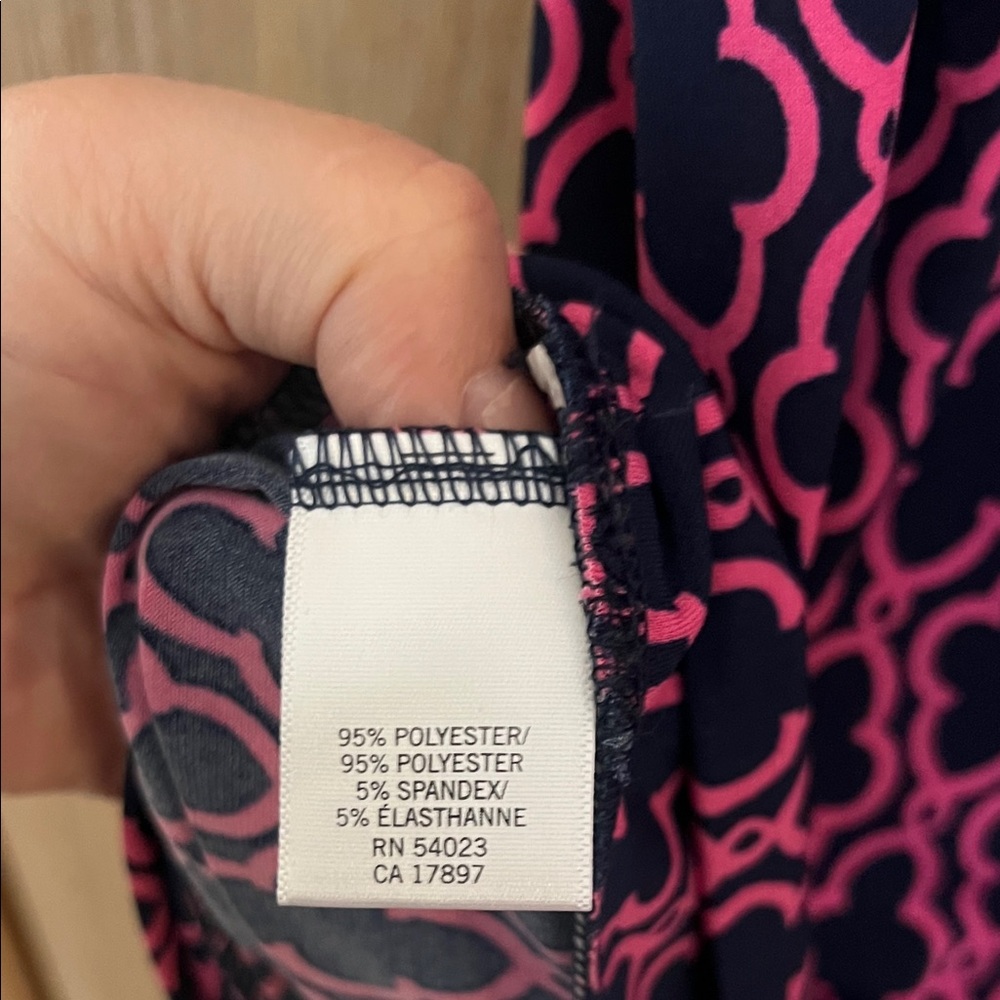 95% POLYESTER/
95% POLYESTER
5% SPANDEX/
5% ÉLASTHANNE
RN 54023
CA 17897